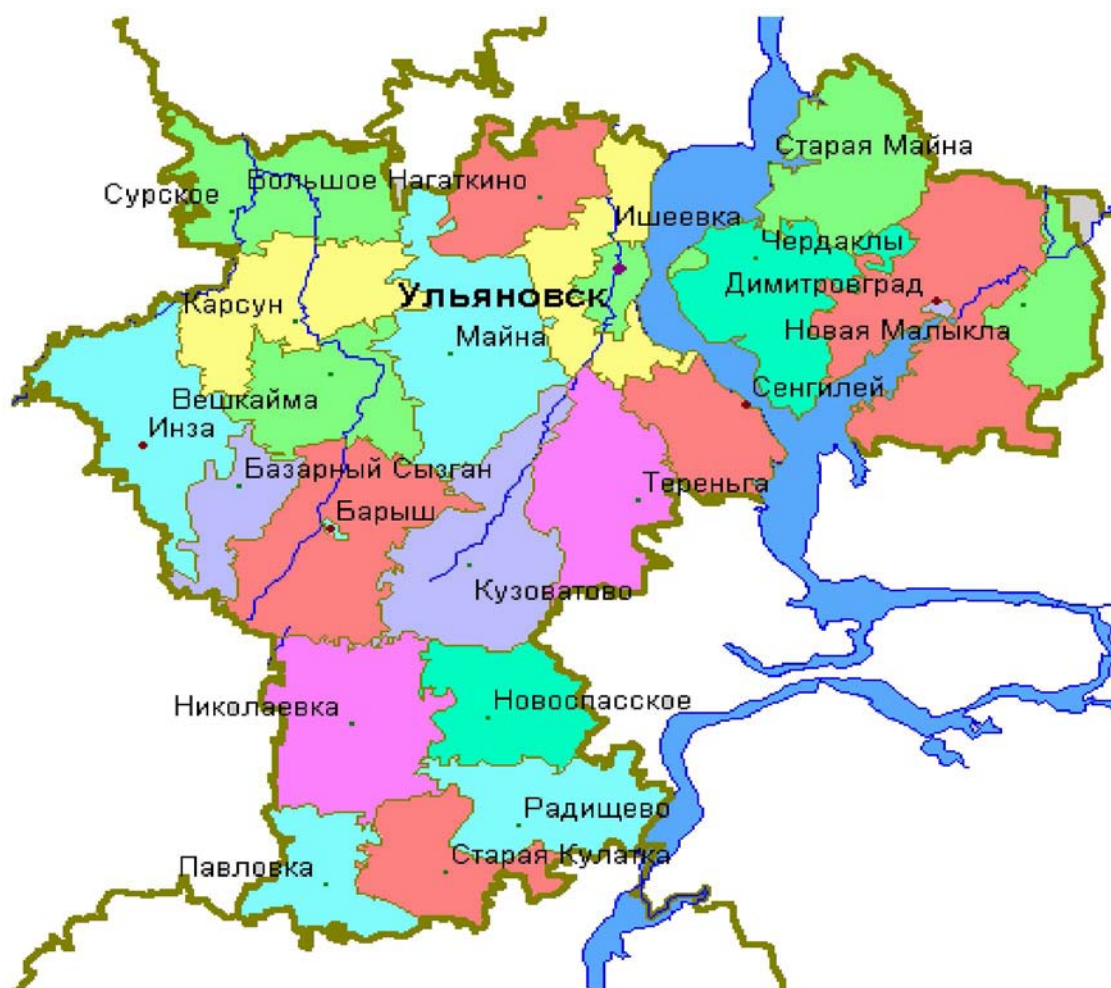 Старая Майна
Большое Нагаткино
Сурское
Ишеевка
Чердаклы
Димитровград
Ульяновск
Карсун
Майна
Новая Малыкла
Сенгилей
Вешкайма
Инза
Базарный Сызган
Тереньга
Барыш
Кузоватово
Новоспасское
Николаевка
Радищево
Старая Кулатка
Павловка